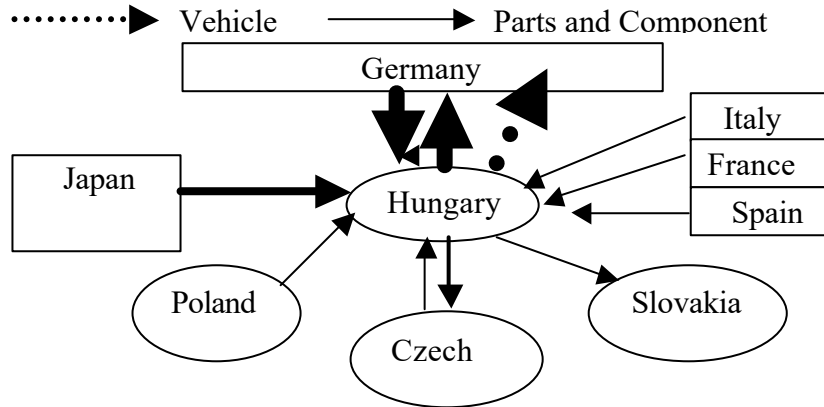 Vehicle Parts and Component
Germany
Italy
Japan
France
Hungary
Spain
Poland
Slovakia
Czech